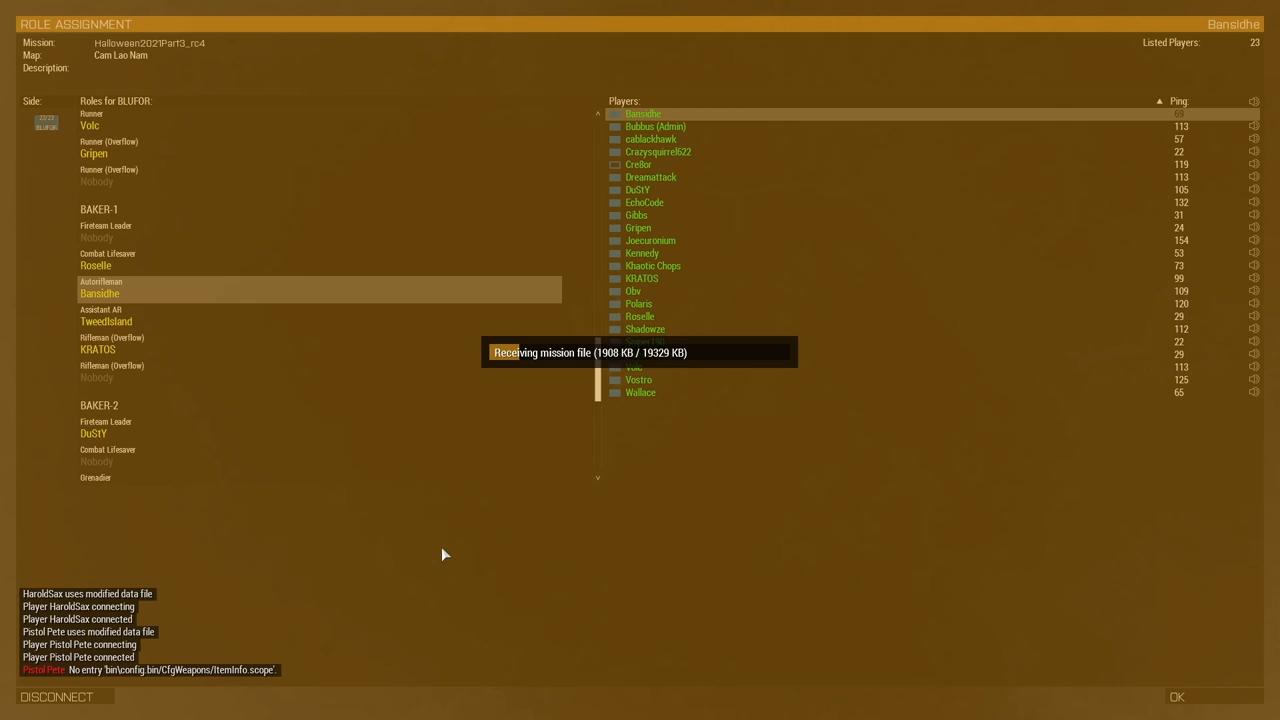 ROLE ASSIGNMENT
Bansidhe
Mission: Halloween2021Part3_rc4
Map: Cam Lao Nam
Description:
Listed Players: 23
Side:
23/23
BLUFOR
Roles for BLUFOR:
Runner
Volc
Runner (Overflow)
Gripen
Runner (Overflow)
Nobody
BAKER-1
Fireteam Leader
Nobody
Combat Lifesaver
Roselle
Autorifleman
Bansidhe
Assistant AR
TweedIsland
Rifleman (Overflow)
KRATOS
Rifleman (Overflow)
Nobody
BAKER-2
Fireteam Leader
DuStY
Combat Lifesaver
Nobody
Grenadier
Players: Ping:
Bansidhe 69
Bubbus (Admin) 113
cablackhawk 57
Crazysquirrel622 22
Cre8or 119
Dreamattack 113
DuStY 105
EchoCode 132
Gibbs 31
Gripen 24
Joecuronium 154
Kennedy 53
Khaotic Chops 73
KRATOS 99
Obv 109
Polaris 120
Roselle 29
Shadowze 112
22
29
Volc 113
Vostro 125
Wallace 65
Receiving mission file (1908 KB / 19329 KB)
HaroldSax uses modified data file
Player HaroldSax connecting
Player HaroldSax connected
Pistol Pete uses modified data file
Player Pistol Pete connecting
Player Pistol Pete connected
Pistol Pete No entry 'bin\config.bin/CfgWeapons/ItemInfo.scope'.
DISCONNECT
OK